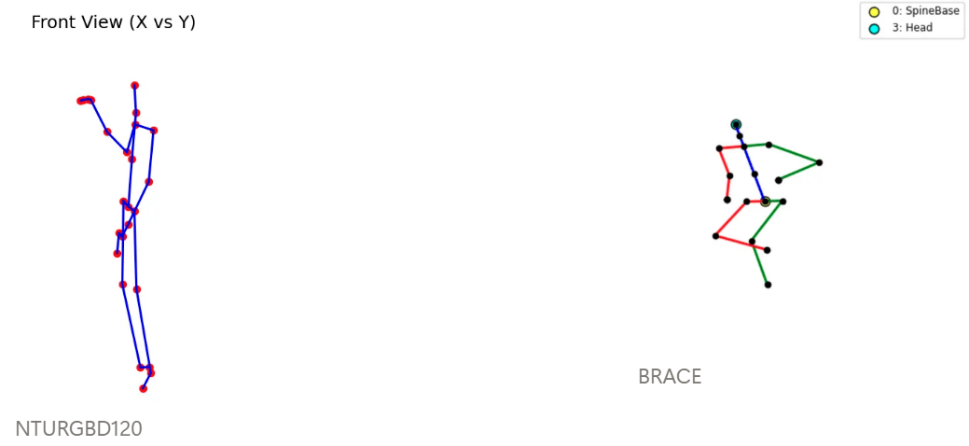 Front View (X vs Y)
0: SpineBase
3: Head
BRACE
NTURGBD120